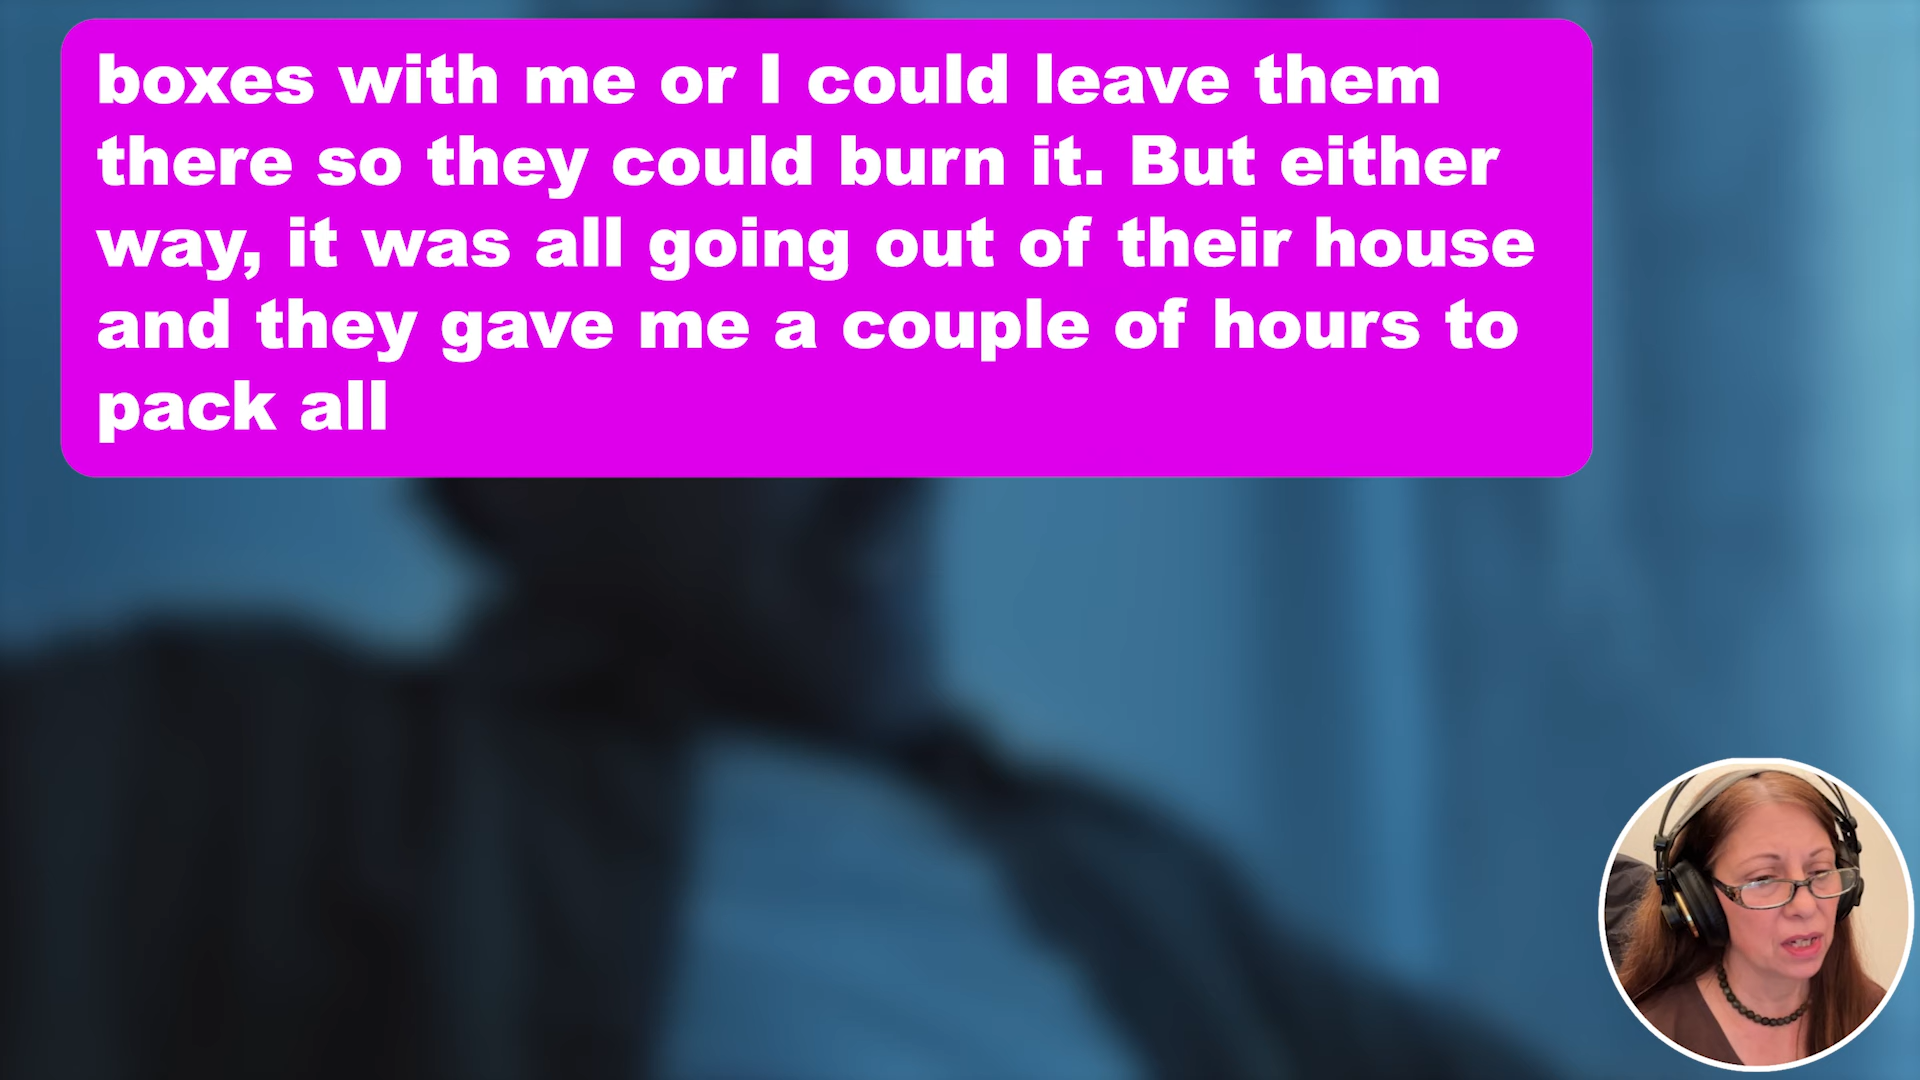 boxes with me or I could leave them
there so they could burn it. But either
way, it was all going out of their house
and they gave me a couple of hours to
pack all